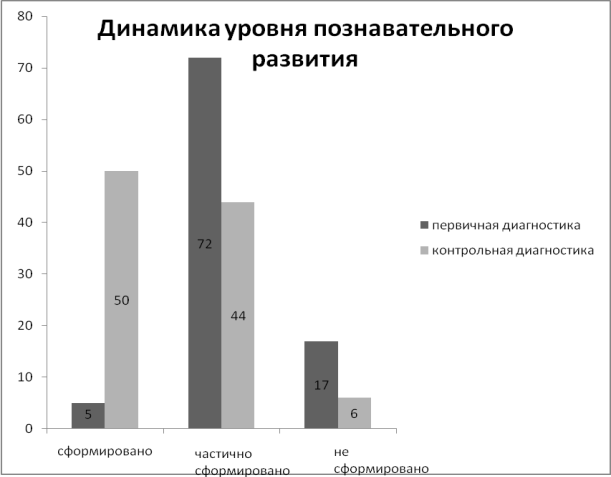 Динамика уровня познавательного
развития
80
70
60
50
40
30
20
10
0
5
50
72
44
17
6
сформировано
частично
сформировано
не
сформировано
первичная диагностика
контрольная диагностика